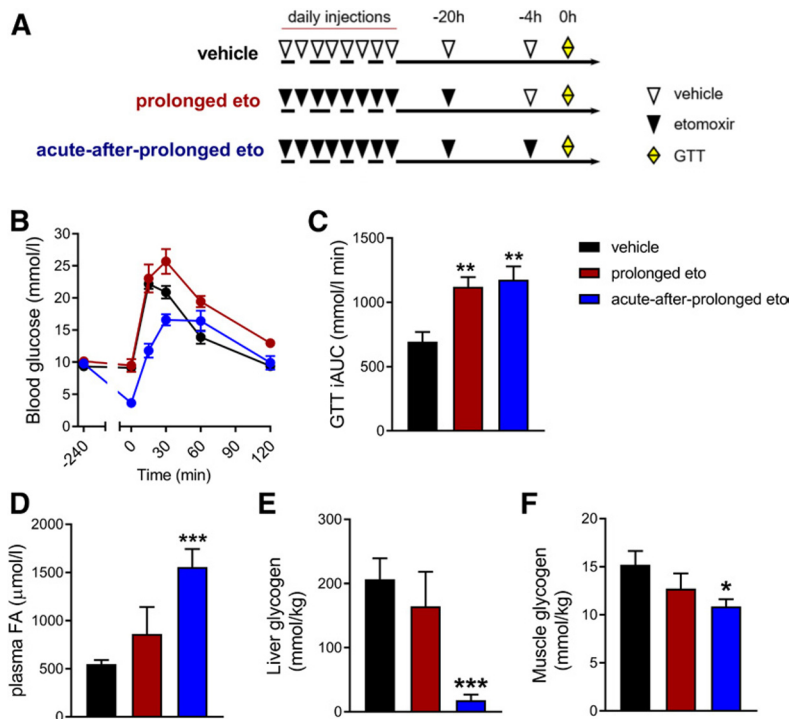 A
daily injections -20h -4h 0h
vehicle
prolonged eto
acute-after-prolonged eto
vehicle
etomoxir
GTT
B
Blood glucose (mmol/l)
30
25
20
15
10
5
0
-240 0 30 60 90 120
Time (min)
C
GTT iAUC (mmol/l min)
1500
1000
500
0
** **
vehicle
prolonged eto
acute-after-prolonged eto
D
plasma FA (μmol/l)
2000
1500
1000
500
0
***
E
Liver glycogen
(mmol/kg)
300
200
100
0
***
F
Muscle glycogen
(mmol/kg)
20
15
10
5
0
*